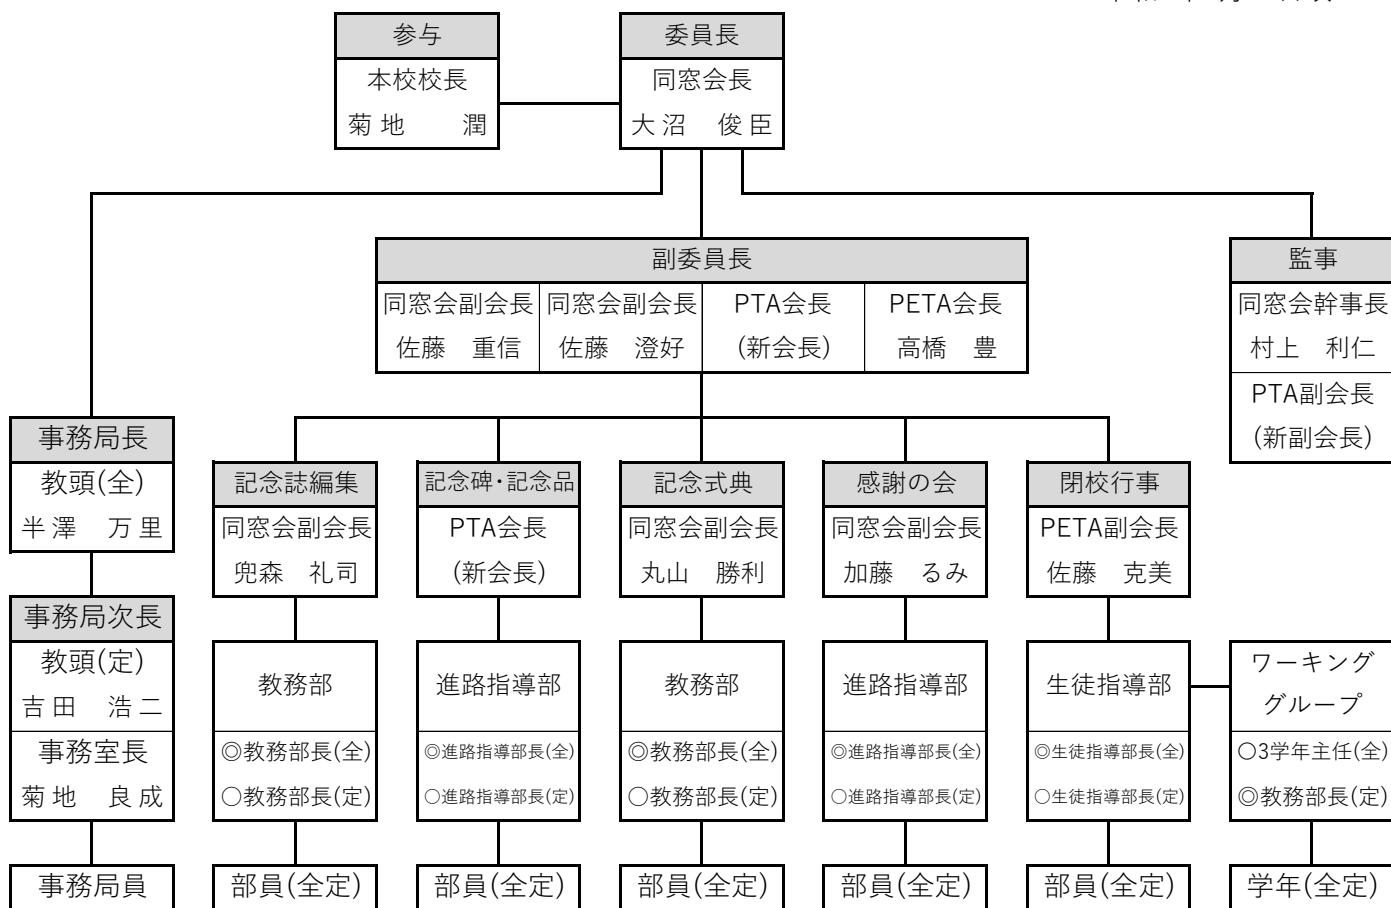 参与
本校校長
菊地　潤
委員長
同窓会長
大沼　俊臣
副委員長
同窓会副会長
佐藤　重信
同窓会副会長
佐藤　澄好
PTA会長
(新会長)
PETA会長
高橋　豊
監事
同窓会幹事長
村上　利仁
PTA副会長
(新副会長)
事務局長
教頭(全)
半澤　万里
事務局次長
教頭(定)
吉田　浩二
事務室長
菊地　良成
事務局員
記念誌編集
同窓会副会長
兜森　礼司
教務部
◎教務部長(全)
○教務部長(定)
部員(全定)
記念碑・記念品
PTA会長
(新会長)
進路指導部
◎進路指導部長(全)
○進路指導部長(定)
部員(全定)
記念式典
同窓会副会長
丸山　勝利
教務部
◎教務部長(全)
○教務部長(定)
部員(全定)
感謝の会
同窓会副会長
加藤　るみ
進路指導部
◎進路指導部長(全)
○進路指導部長(定)
部員(全定)
閉校行事
PETA副会長
佐藤　克美
生徒指導部
◎生徒指導部長(全)
○生徒指導部長(定)
部員(全定)
ワーキング
グループ
○3学年主任(全)
◎教務部長(定)
学年(全定)